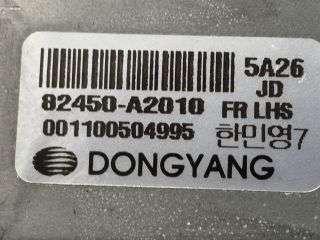 5A26
JD
82450-A2010 FR LHS
001100504995 한민영7
DONGYANG